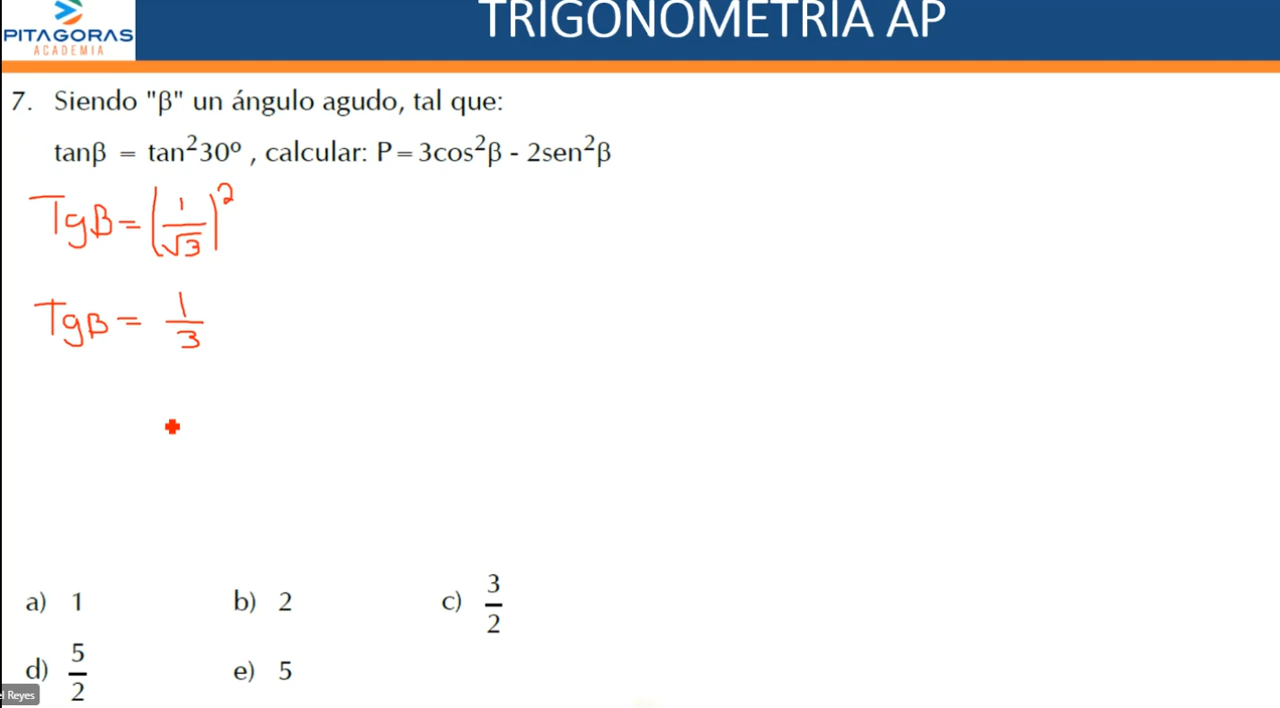 PITAGORAS
ACADEMIA
TRIGONOMETRIA AP
7. Siendo "β" un ángulo agudo, tal que:
tanβ = tan²30º , calcular: P=3cos²β - 2sen²β
TgB = (1/√3)²
TgB = 1/3
a) 1 b) 2 c) 3/2
d) 5/2 e) 5
el Reyes